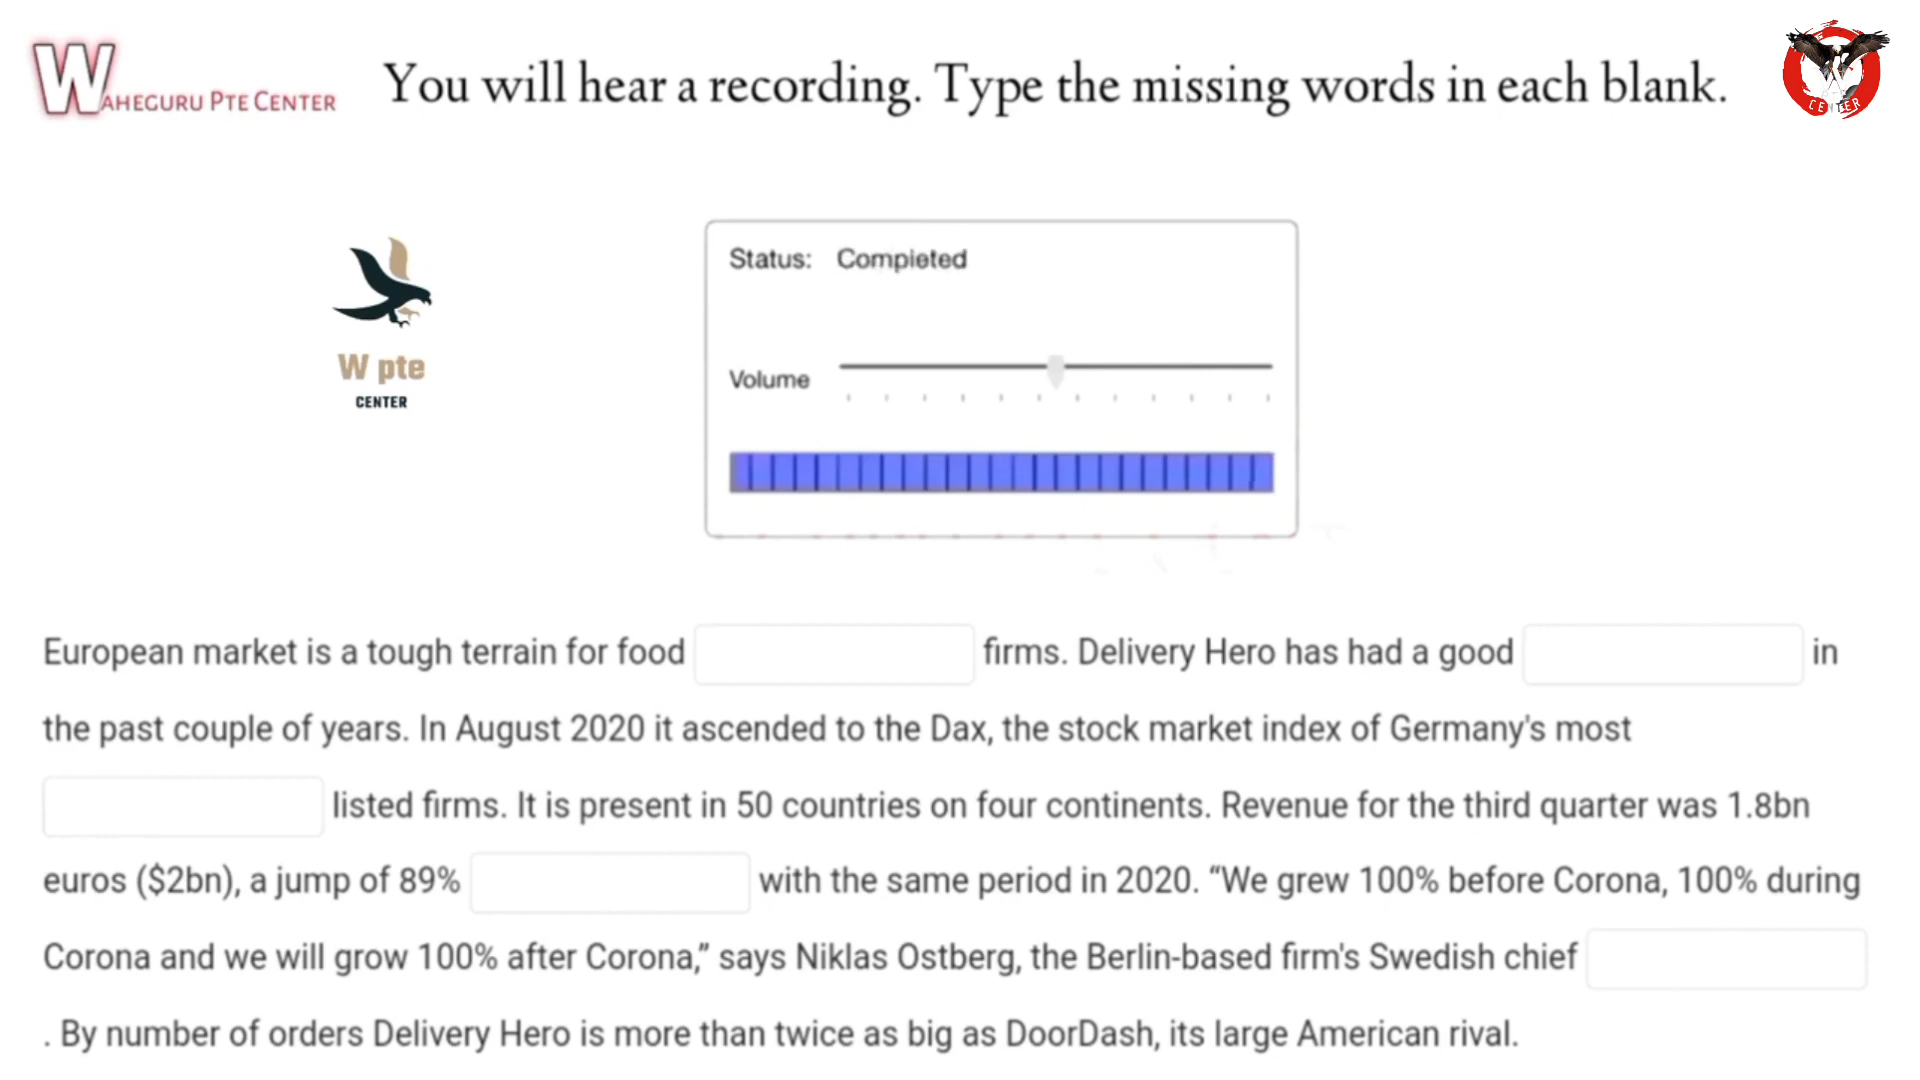 WAHEGURU PTE CENTER
You will hear a recording. Type the missing words in each blank.
CENTER
W pte
CENTER
Status: Completed
Volume
European market is a tough terrain for food firms. Delivery Hero has had a good in
the past couple of years. In August 2020 it ascended to the Dax, the stock market index of Germany's most
listed firms. It is present in 50 countries on four continents. Revenue for the third quarter was 1.8bn
euros ($2bn), a jump of 89% with the same period in 2020. “We grew 100% before Corona, 100% during
Corona and we will grow 100% after Corona,” says Niklas Ostberg, the Berlin-based firm's Swedish chief
. By number of orders Delivery Hero is more than twice as big as DoorDash, its large American rival.